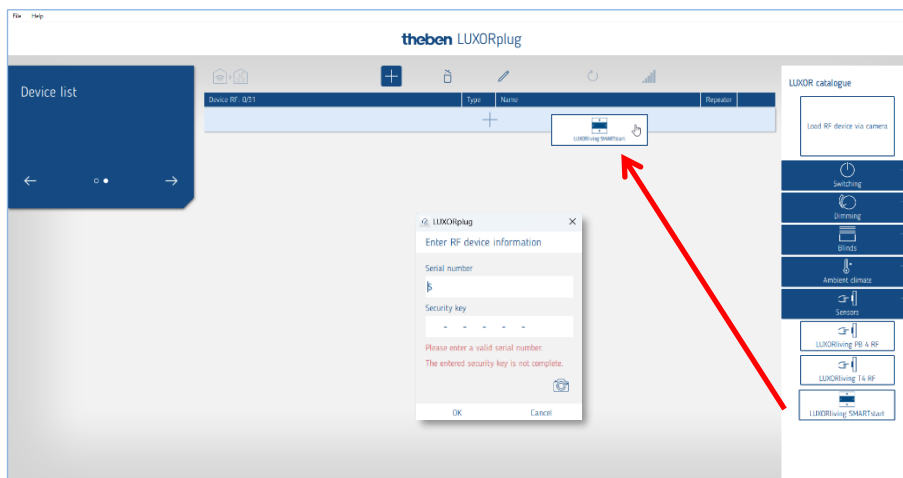 File Help
theben LUXORplug
Device list
Device RF: 0/31 Type Name Repeater
LUXORliving SMARTstart
LUXOR catalogue
Load RF device via camera
Switching
Dimming
Blinds
Ambient climate
Sensors
LUXORliving PB 4 RF
LUXORliving T4 RF
LUXORliving SMARTstart
LUXORplug
Enter RF device information
Serial number
S
Security key
- - - - -
Please enter a valid serial number.
The entered security key is not complete.
OK Cancel